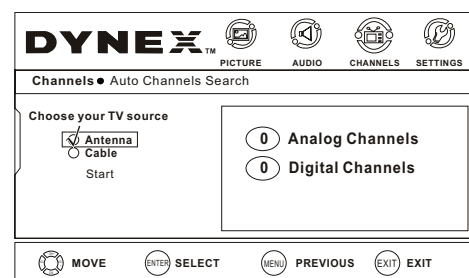 DYNEX™
PICTURE AUDIO CHANNELS SETTINGS
Channels ● Auto Channels Search
Choose your TV source
Antenna
Cable
Start
0 Analog Channels
0 Digital Channels
MOVE ENTER SELECT MENU PREVIOUS EXIT EXIT